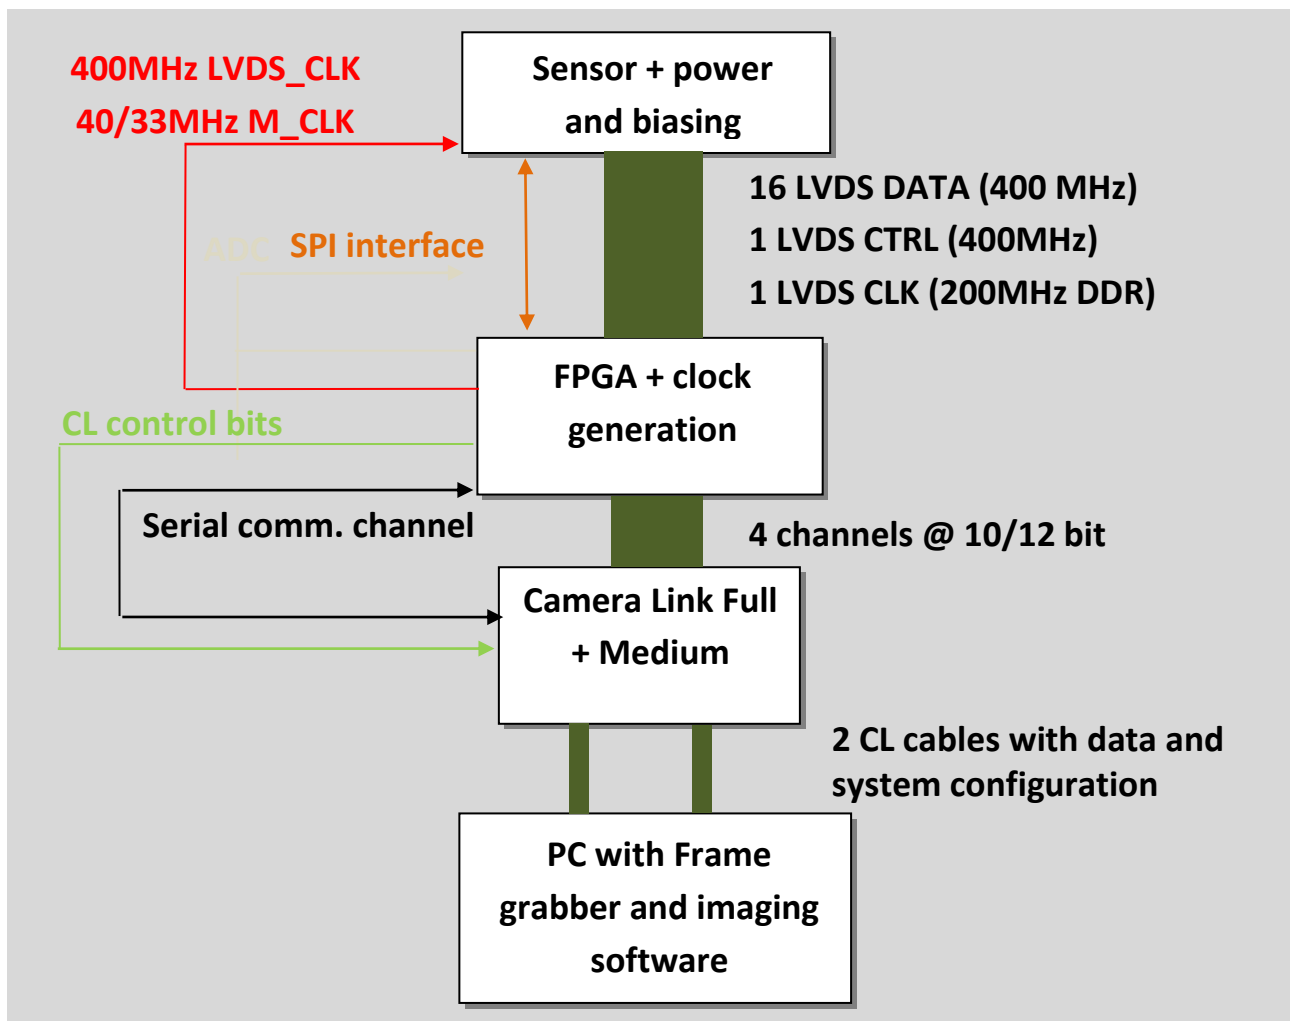 400MHz LVDS_CLK
40/33MHz M_CLK
Sensor + power
and biasing
16 LVDS DATA (400 MHz)
1 LVDS CTRL (400MHz)
1 LVDS CLK (200MHz DDR)
ADC
SPI interface
FPGA + clock
generation
CL control bits
Serial comm. channel
4 channels @ 10/12 bit
Camera Link Full
+ Medium
2 CL cables with data and
system configuration
PC with Frame
grabber and imaging
software